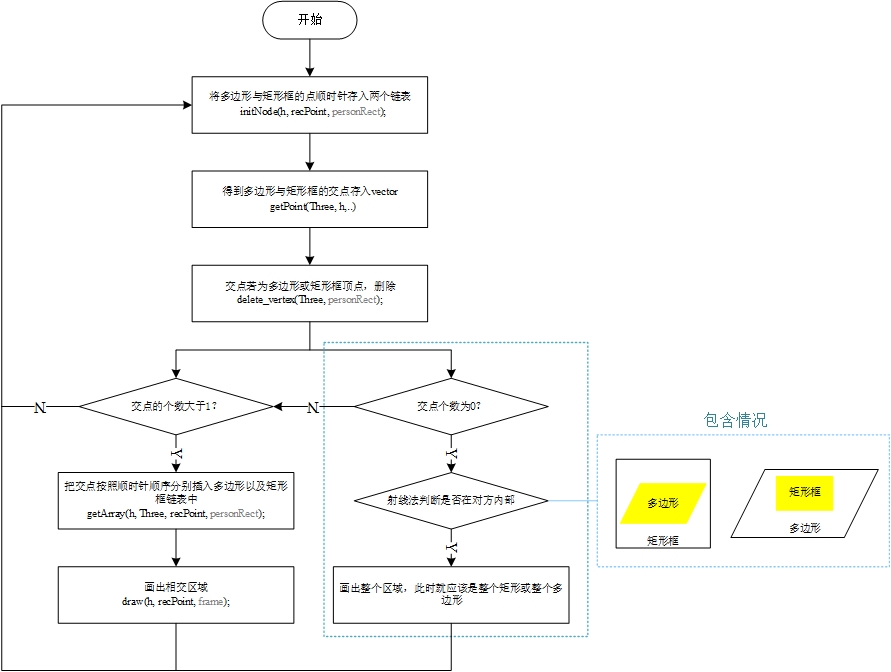 开始
将多边形与矩形框的点顺时针存入两个链表
initNode(h, recPoint, personRect);
得到多边形与矩形框的交点存入vector
getPoint(Three, h,..)
交点若为多边形或矩形框顶点，删除
delete_vertex(Three, personRect);
交点的个数大于1？
交点个数为0？
N
N
Y
Y
包含情况
把交点按照顺时针顺序分别插入多边形以及矩形
框链表中
getArray(h, Three, recPoint, personRect);
射线法判断是否在对方内部
多边形
矩形框
矩形框
多边形
Y
画出相交区域
draw(h, recPoint, frame);
画出整个区域，此时就应该是整个矩形或整个多
边形